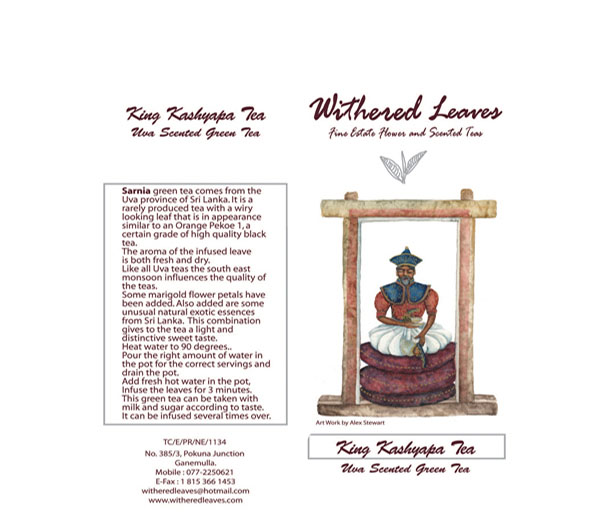 King Kashyapa Tea
Uva Scented Green Tea
Sarnia green tea comes from the
Uva province of Sri Lanka. It is a
rarely produced tea with a wiry
looking leaf that is in appearance
similar to an Orange Pekoe 1, a
certain grade of high quality black
tea.
The aroma of the infused leave
is both fresh and dry.
Like all Uva teas the south east
monsoon influences the quality of
the teas.
Some marigold flower petals have
been added. Also added are some
unusual natural exotic essences
from Sri Lanka. This combination
gives to the tea a light and
distinctive sweet taste.
Heat water to 90 degrees..
Pour the right amount of water in
the pot for the correct servings and
drain the pot.
Add fresh hot water in the pot,
Infuse the leaves for 3 minutes.
This green tea can be taken with
milk and sugar according to taste.
It can be infused several times over.
TC/E/PR/NE/1134
No. 385/3, Pokuna Junction
Ganemulla.
Mobile : 077-2250621
E-Fax : 1 815 366 1453
witheredleaves@hotmail.com
www.witheredleaves.com
Withered Leaves
Fine Estate Flower and Scented Teas
Art Work by Alex Stewart
King Kashyapa Tea
Uva Scented Green Tea